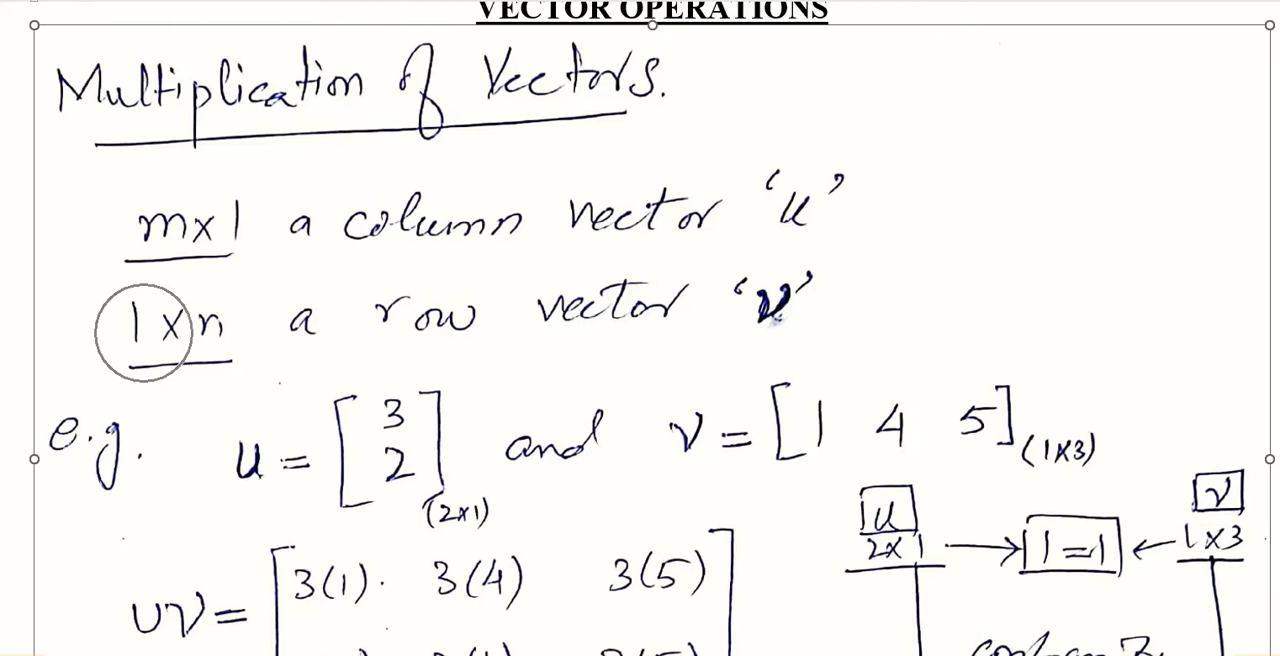 VECTOR OPERATIONS
Multiplication of Vectors.
m×1 a column vector 'u'
1×n a row vector 'v'
e.g. u = [3 2] (2×1) and v = [1 4 5] (1×3)
u 2×1 → 1=1 ← v 1×3
uv = [3(1). 3(4) 3(5)